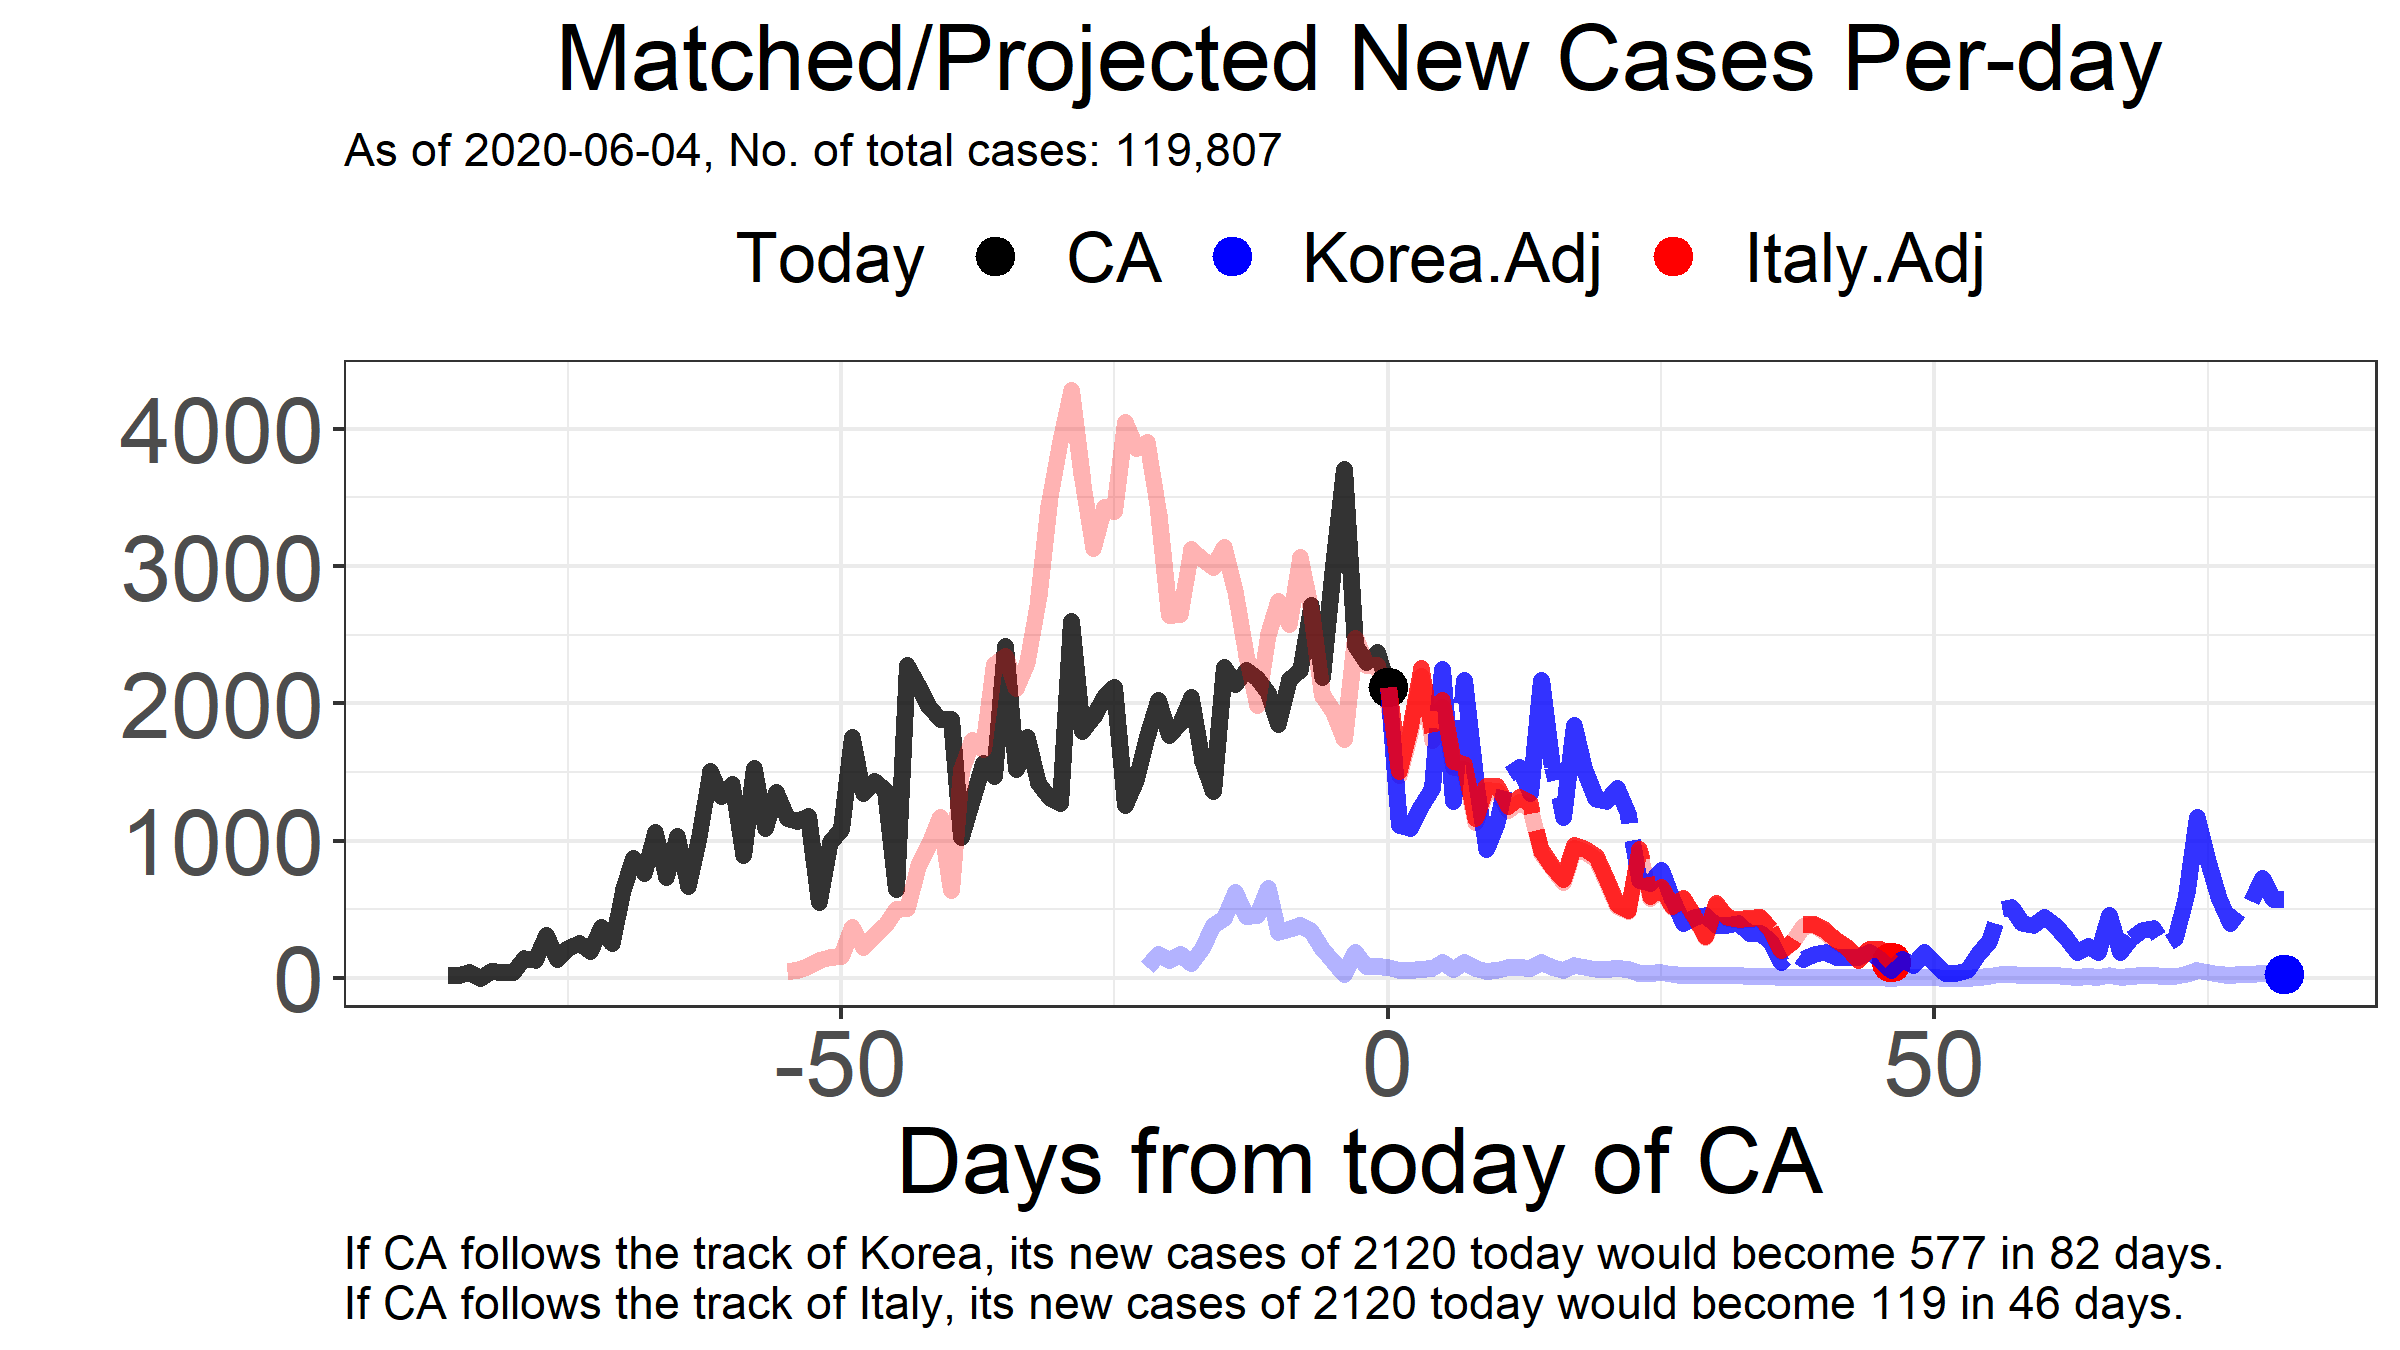 Matched/Projected New Cases Per-day
As of 2020-06-04, No. of total cases: 119,807
Today CA Korea.Adj Italy.Adj
4000
3000
2000
1000
0
-50 0 50
Days from today of CA
If CA follows the track of Korea, its new cases of 2120 today would become 577 in 82 days.
If CA follows the track of Italy, its new cases of 2120 today would become 119 in 46 days.